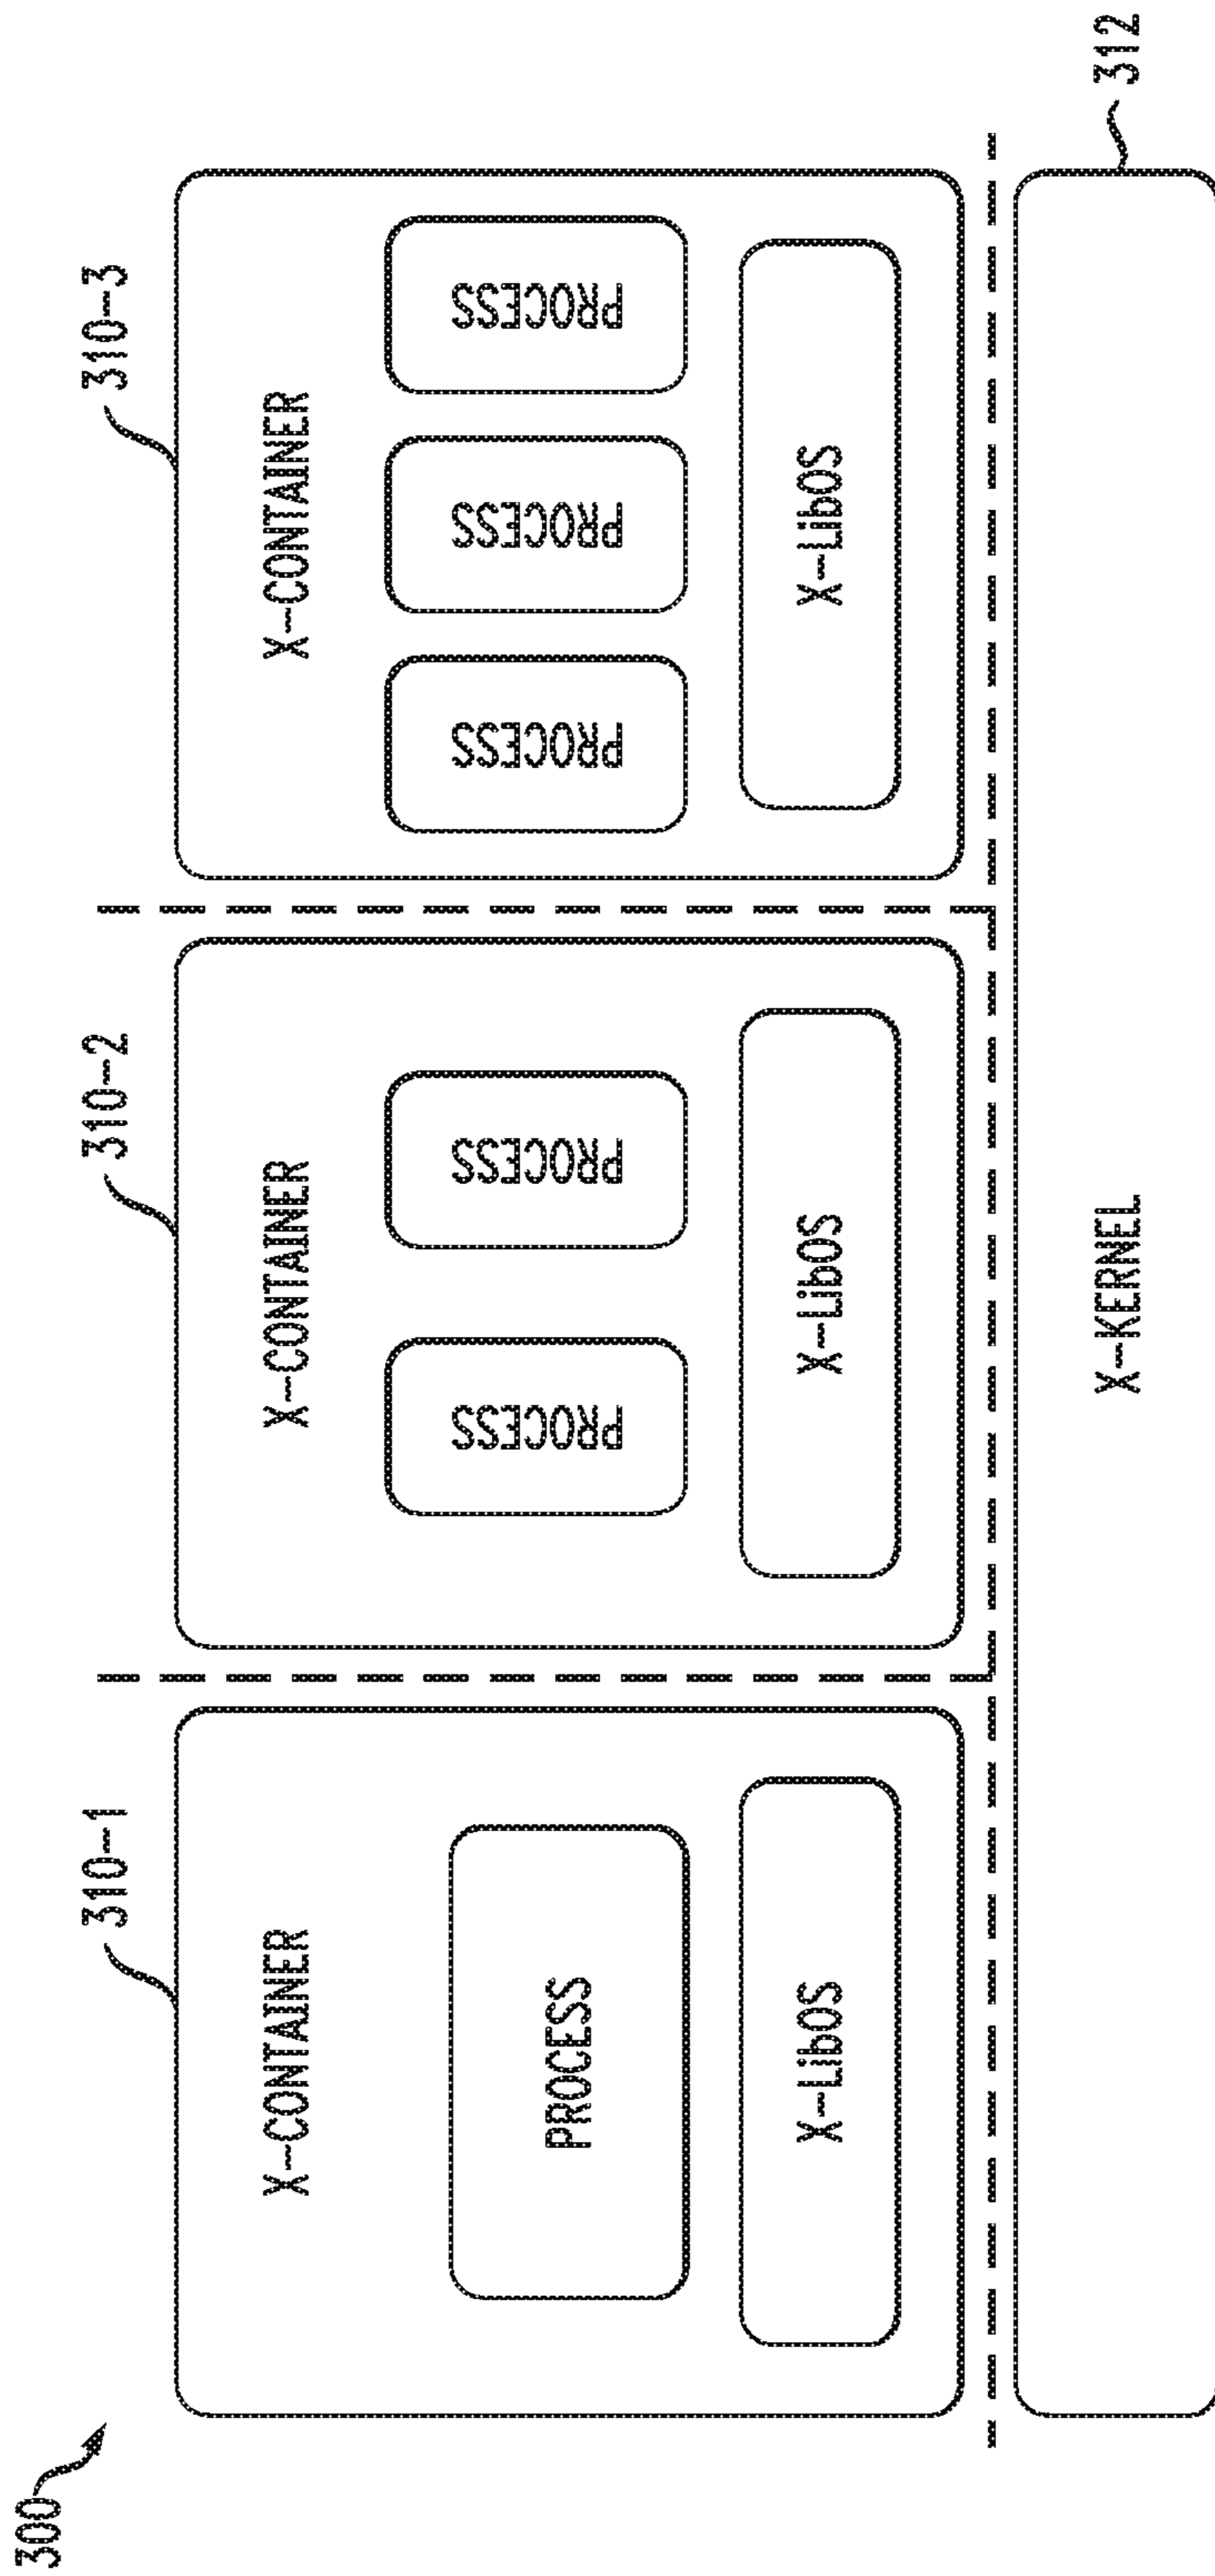 300
310-1
310-2
310-3
X-CONTAINER
X-CONTAINER
X-CONTAINER
PROCESS
PROCESS
PROCESS
PROCESS
PROCESS
PROCESS
X-LibOS
X-LibOS
X-LibOS
X-KERNEL
312